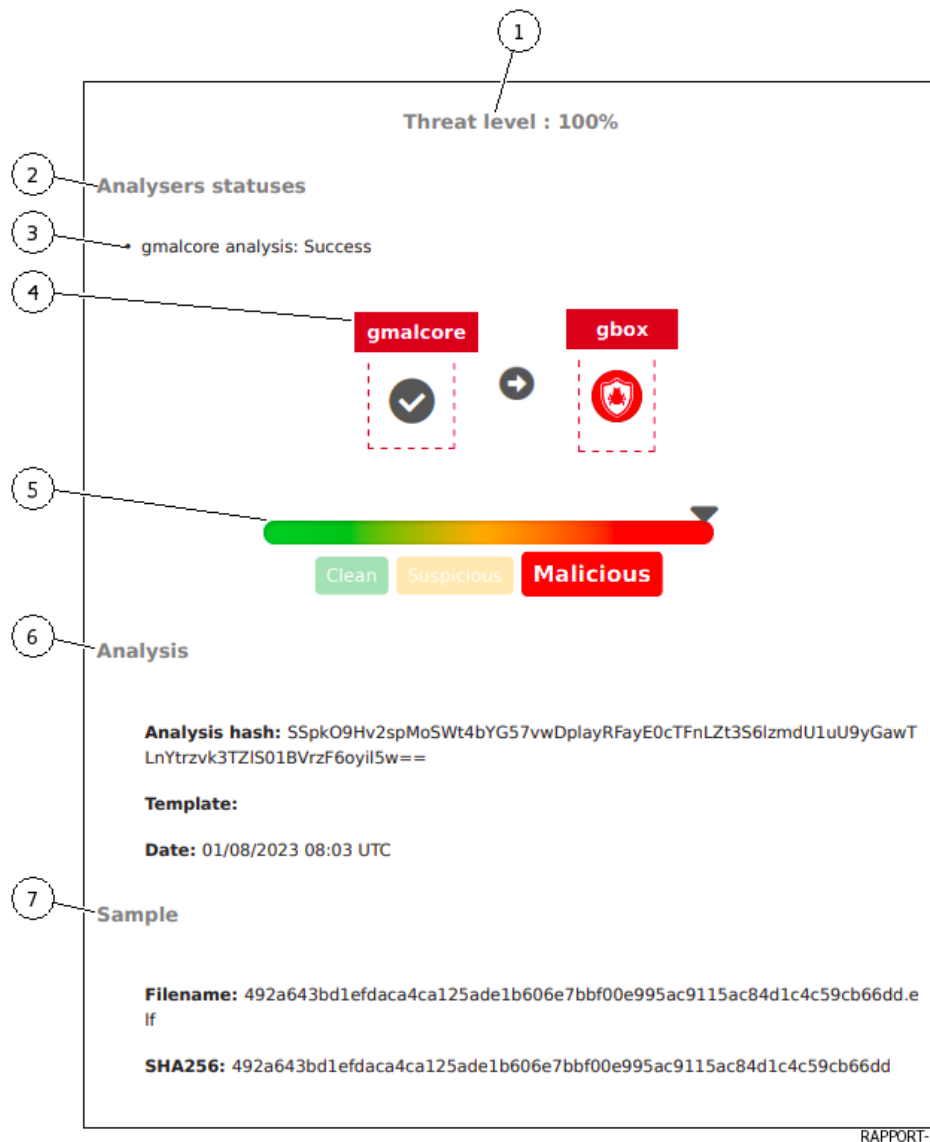 1
Threat level : 100%
2
Analysers statuses
3
• gmalcore analysis: Success
4
gmalcore
gbox
5
Clean Suspicious Malicious
6
Analysis
Analysis hash: SSpkO9Hv2spMoSWt4bYG57vwDplayRFayE0cTFnLZt3S6lzmdU1uU9yGawT
LnYtrzvk3TZlS01BVrzF6oyil5w==
Template:
Date: 01/08/2023 08:03 UTC
7
Sample
Filename: 492a643bd1efdaca4ca125ade1b606e7bbf00e995ac9115ac84d1c4c59cb66dd.e
lf
SHA256: 492a643bd1efdaca4ca125ade1b606e7bbf00e995ac9115ac84d1c4c59cb66dd
RAPPORT-